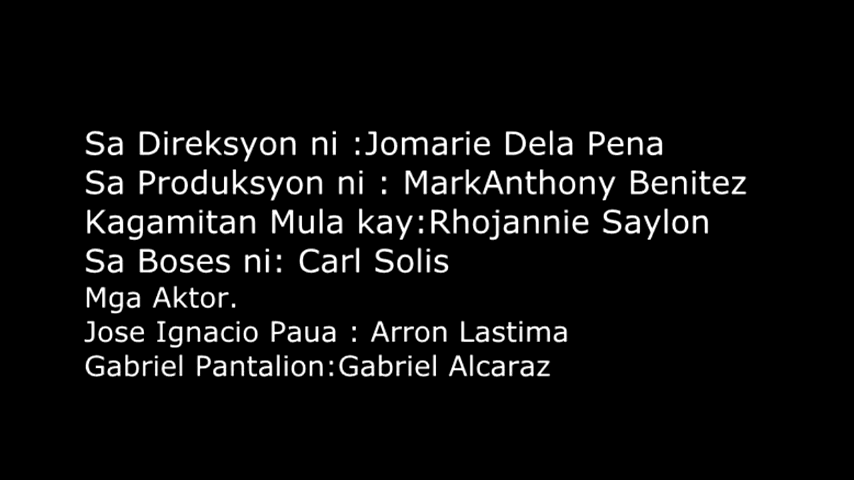 Sa Direksyon ni :Jomarie Dela Pena
Sa Produksyon ni : MarkAnthony Benitez
Kagamitan Mula kay:Rhojannie Saylon
Sa Boses ni: Carl Solis
Mga Aktor.
Jose Ignacio Paua : Arron Lastima
Gabriel Pantalion:Gabriel Alcaraz